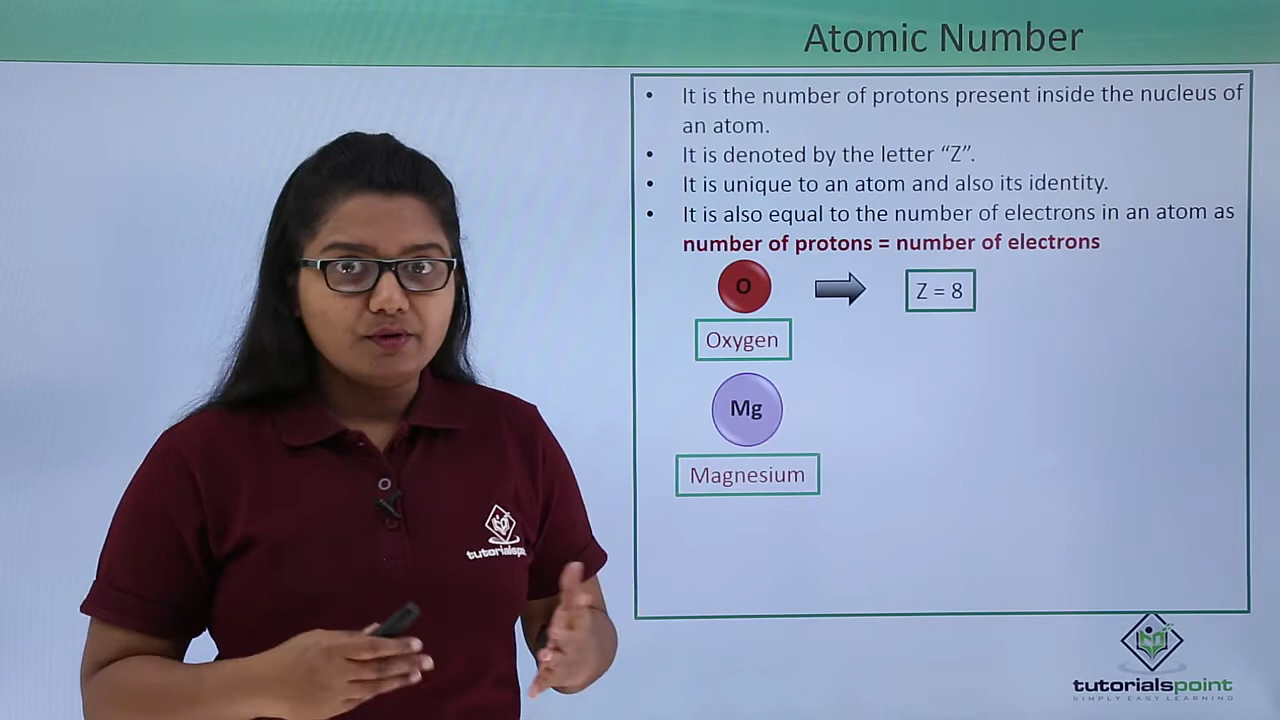 Atomic Number
• It is the number of protons present inside the nucleus of
an atom.
• It is denoted by the letter “Z”.
• It is unique to an atom and also its identity.
• It is also equal to the number of electrons in an atom as
number of protons = number of electrons
O
Z = 8
Oxygen
Mg
Magnesium
tutorialspo
tutorialspoint
SIMPLY EASY LEARNING